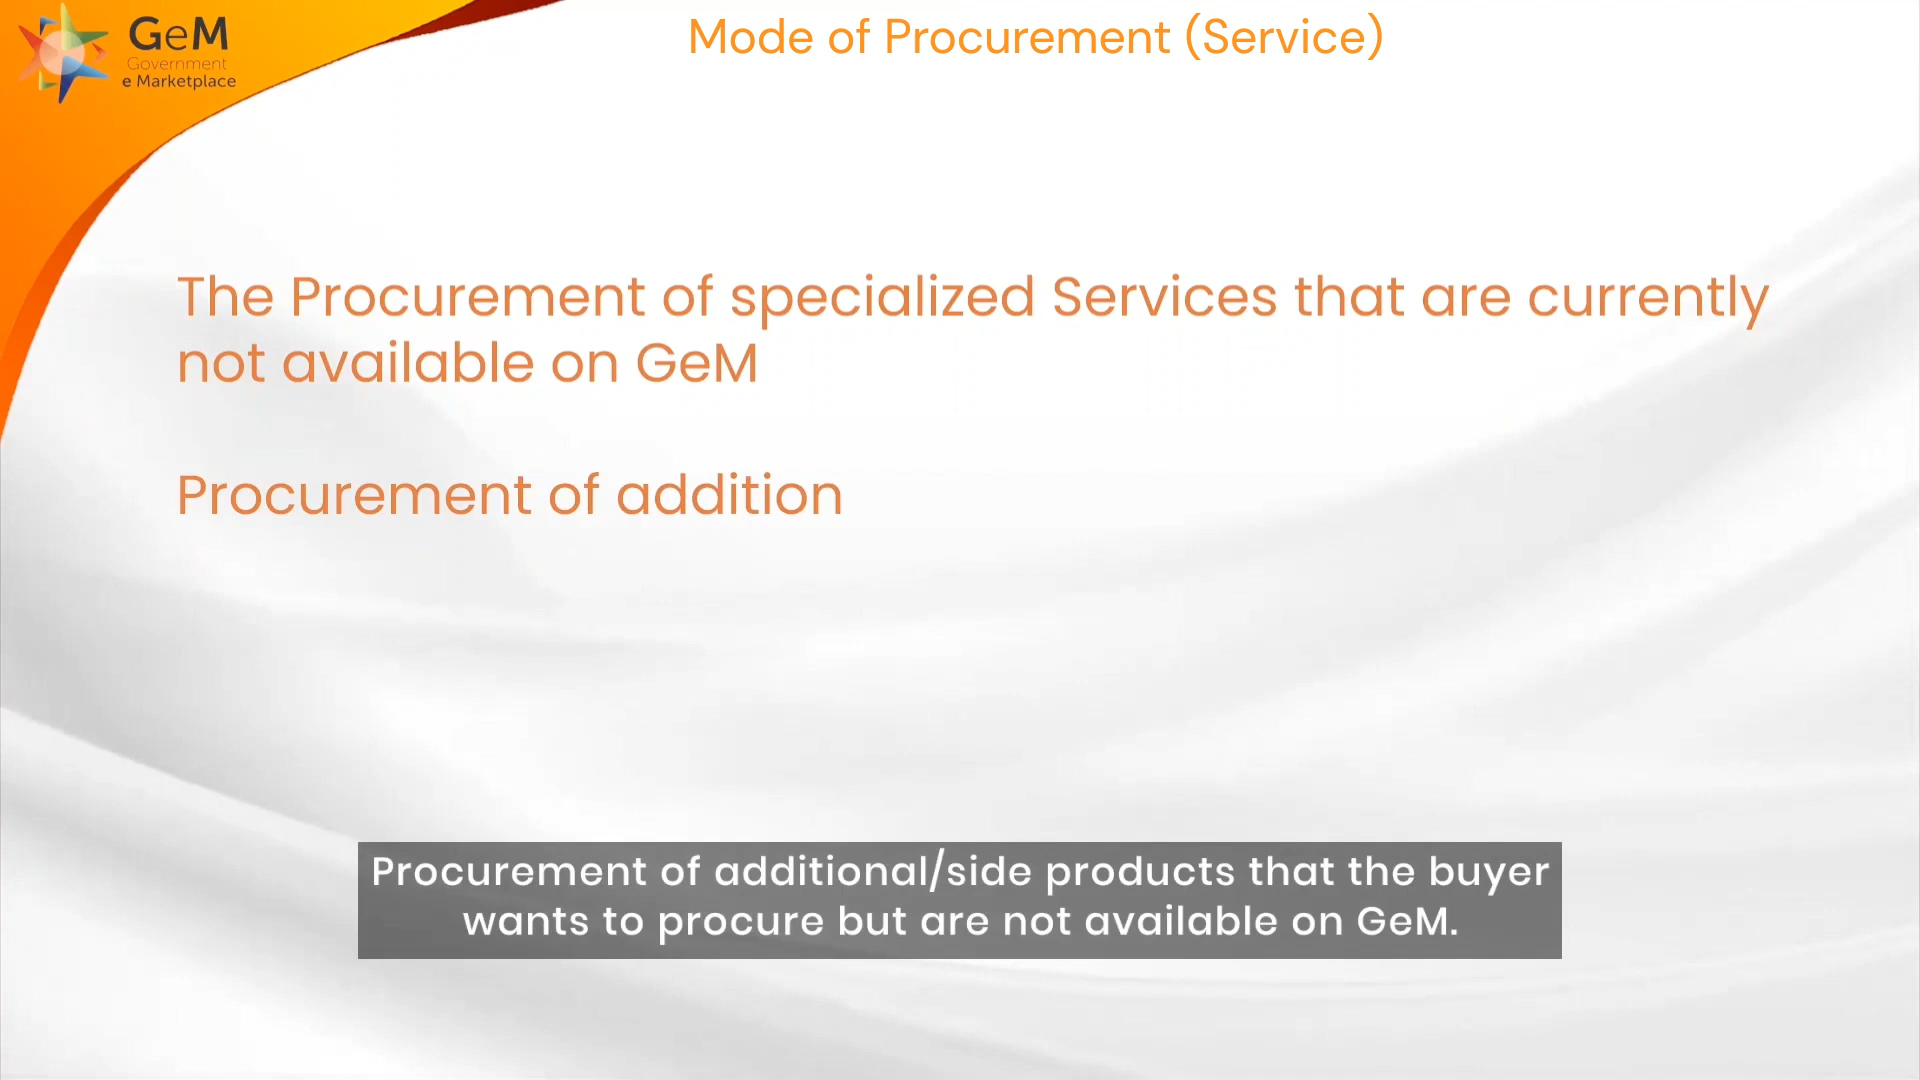 GeM
Government
e Marketplace
Mode of Procurement (Service)
The Procurement of specialized Services that are currently
not available on GeM
Procurement of addition
Procurement of additional/side products that the buyer
wants to procure but are not available on GeM.